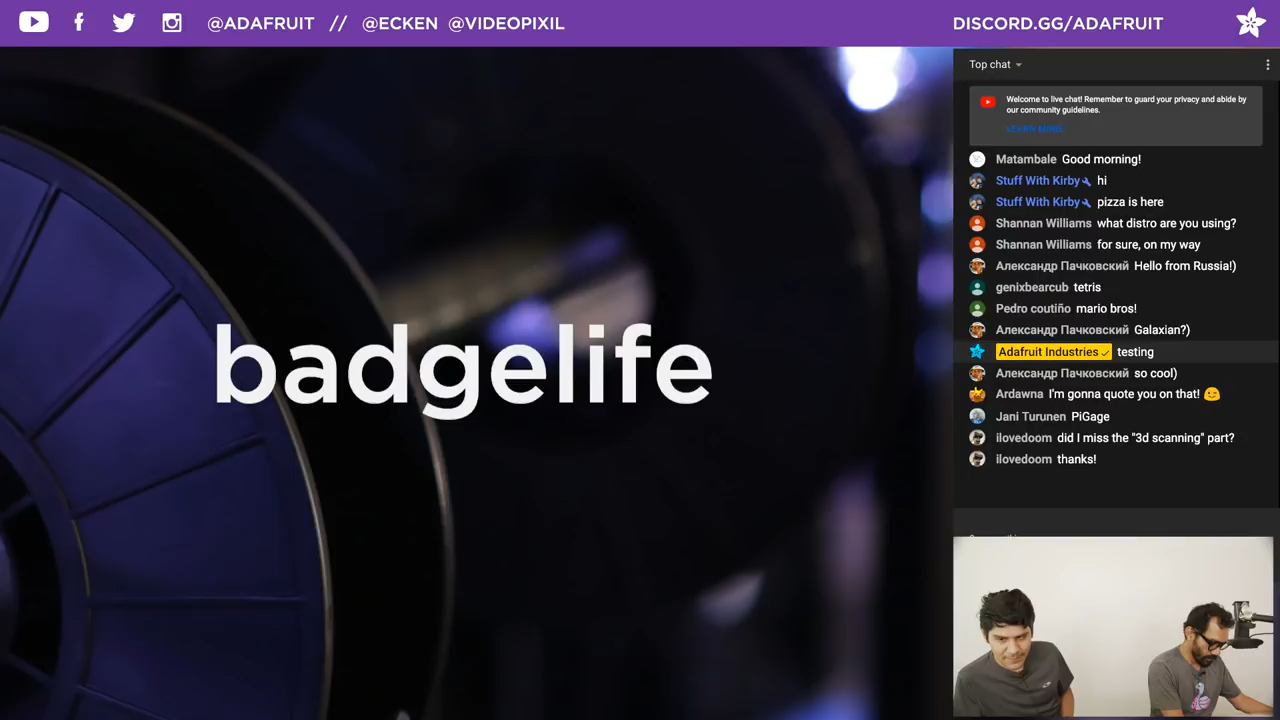 @ADAFRUIT // @ECKEN @VIDEOPIXIL
DISCORD.GG/ADAFRUIT
badgelife
Top chat
Welcome to live chat! Remember to guard your privacy and abide by
our community guidelines.
LEARN MORE
Matambale Good morning!
Stuff With Kirby hi
Stuff With Kirby pizza is here
Shannan Williams what distro are you using?
Shannan Williams for sure, on my way
Александр Пачковский Hello from Russia!)
genixbearcub tetris
Pedro coutiño mario bros!
Александр Пачковский Galaxian?)
Adafruit Industries testing
Александр Пачковский so cool)
Ardawna I'm gonna quote you on that! 😉
Jani Turunen PiGage
ilovedoom did I miss the "3d scanning" part?
ilovedoom thanks!